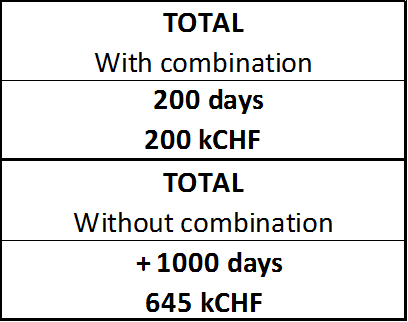 TOTAL
With combination
200 days
200 kCHF
TOTAL
Without combination
+ 1000 days
645 kCHF